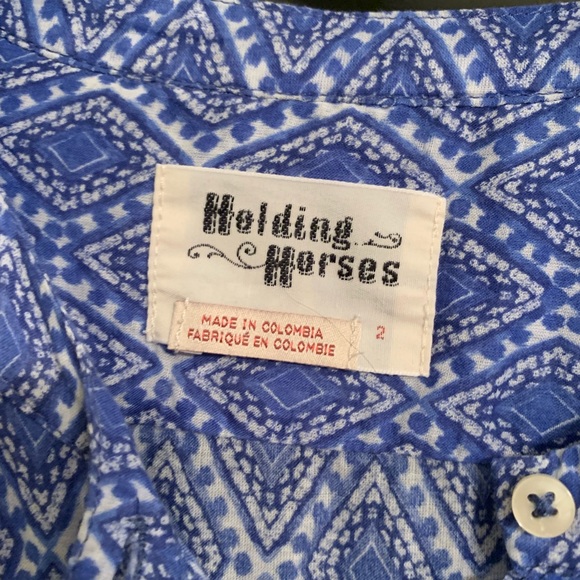 Holding
Horses
MADE IN COLOMBIA
FABRIQUÉ EN COLOMBIE
2